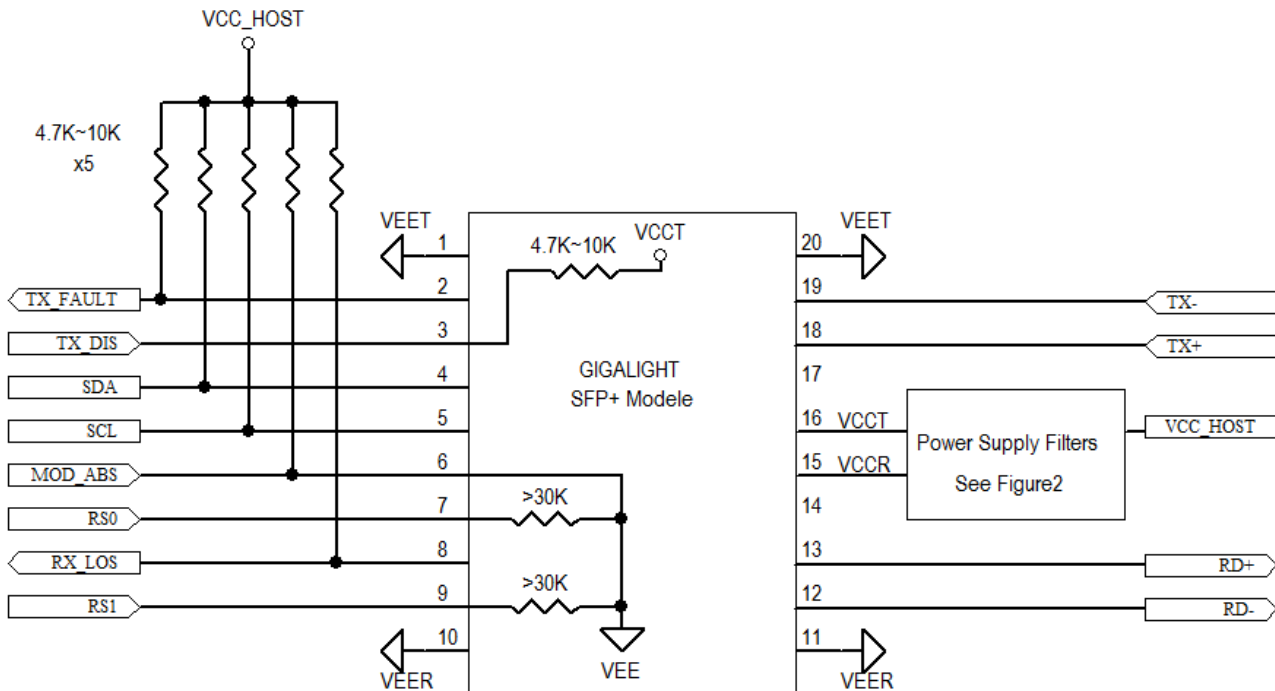 VCC_HOST
4.7K~10K
x5
VEET
1
4.7K~10K
VCCT
20
VEET
TX_FAULT
2
19
TX-
TX_DIS
3
18
TX+
SDA
4
GIGALIGHT
SFP+ Modele
17
SCL
5
16
VCCT
Power Supply Filters
See Figure2
VCC_HOST
MOD_ABS
6
15
VCCR
RS0
7
>30K
14
RX_LOS
8
13
RD+
RS1
9
>30K
12
RD-
10
VEER
VEE
11
VEER